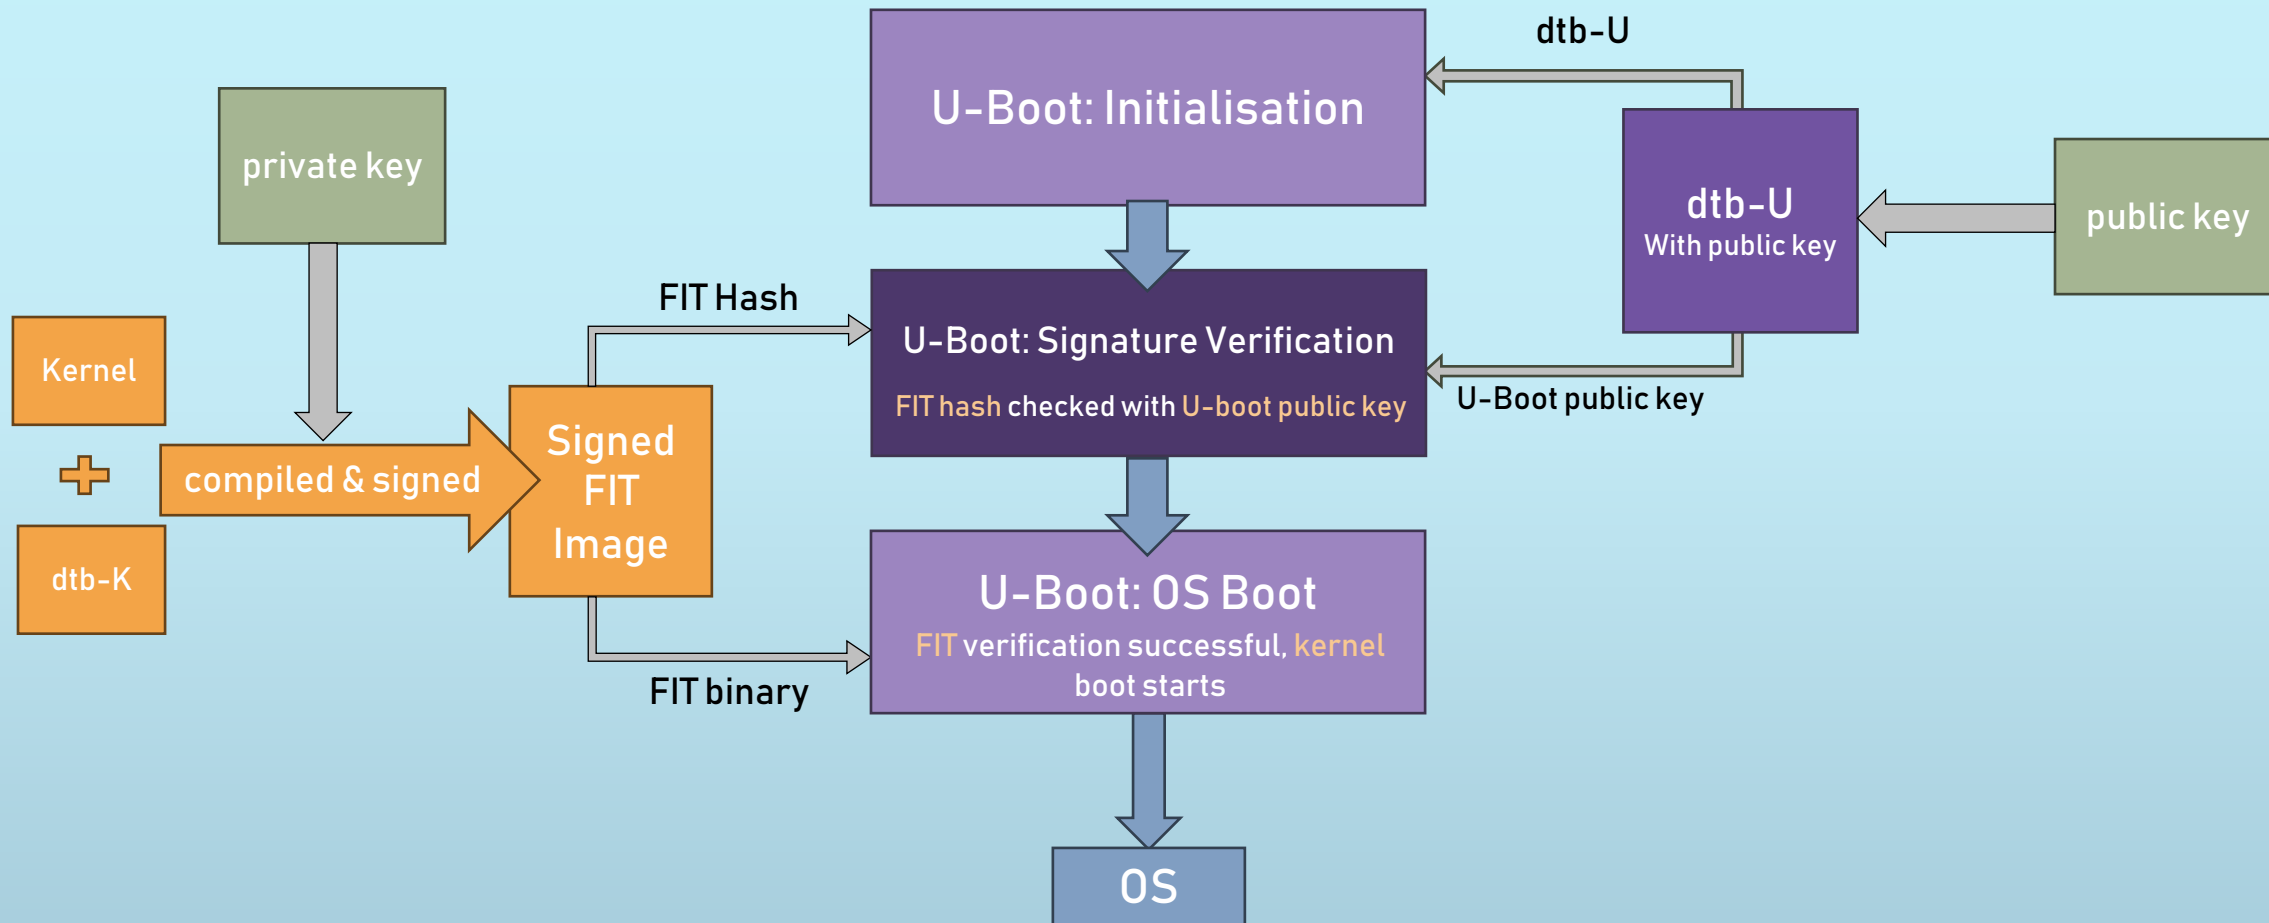 dtb-U
U-Boot: Initialisation
private key
dtb-U
With public key
public key
FIT Hash
Kernel
U-Boot: Signature Verification
FIT hash checked with U-boot public key
U-Boot public key
compiled & signed
Signed
FIT
Image
dtb-K
U-Boot: OS Boot
FIT verification successful, kernel
boot starts
FIT binary
OS